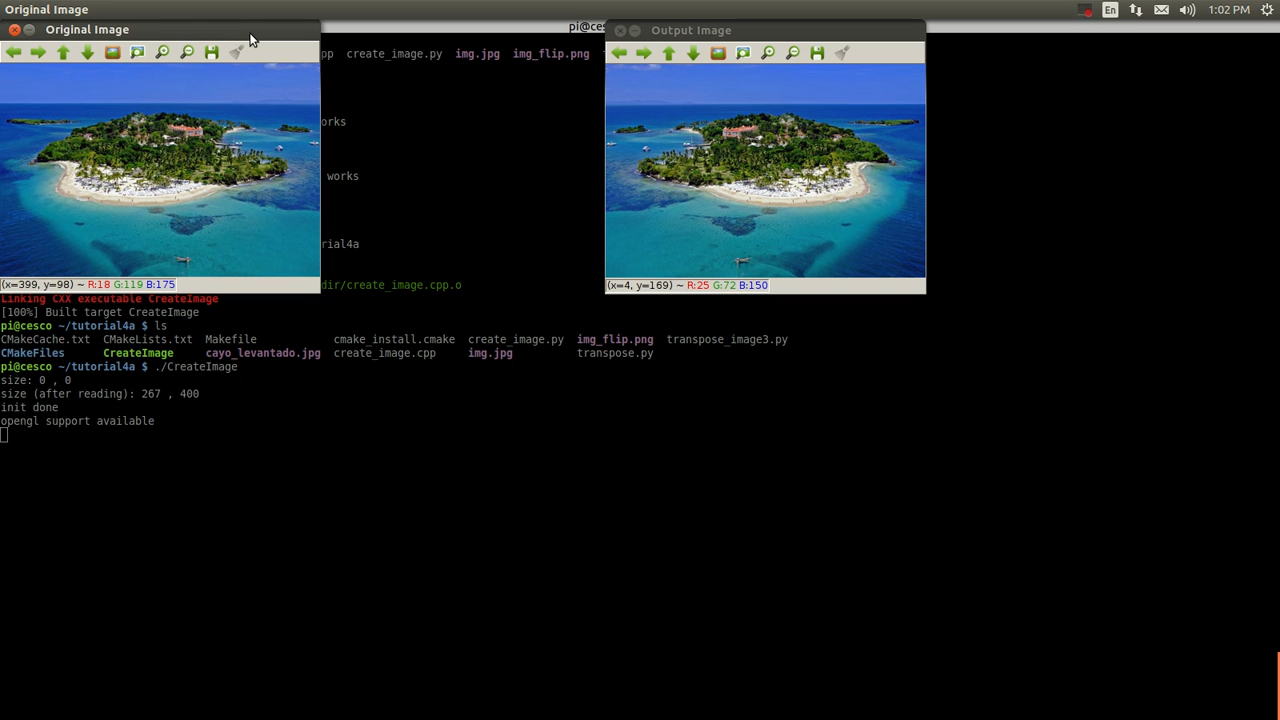 Original Image
En
1:02 PM
Original Image
pi@ces
Output Image
pp create_image.py img.jpg img_flip.png
orks
works
rial4a
(x=399, y=98) ~ R:18 G:119 B:175
dir/create_image.cpp.o
(x=4, y=169) ~ R:25 G:72 B:150
Linking CXX executable CreateImage
[100%] Built target CreateImage
pi@cesco ~/tutorial4a $ ls
CMakeCache.txt CMakeLists.txt Makefile cmake_install.cmake create_image.py img_flip.png transpose_image3.py
CMakeFiles CreateImage cayo_levantado.jpg create_image.cpp img.jpg transpose.py
pi@cesco ~/tutorial4a $ ./CreateImage
size: 0 , 0
size (after reading): 267 , 400
init done
opengl support available